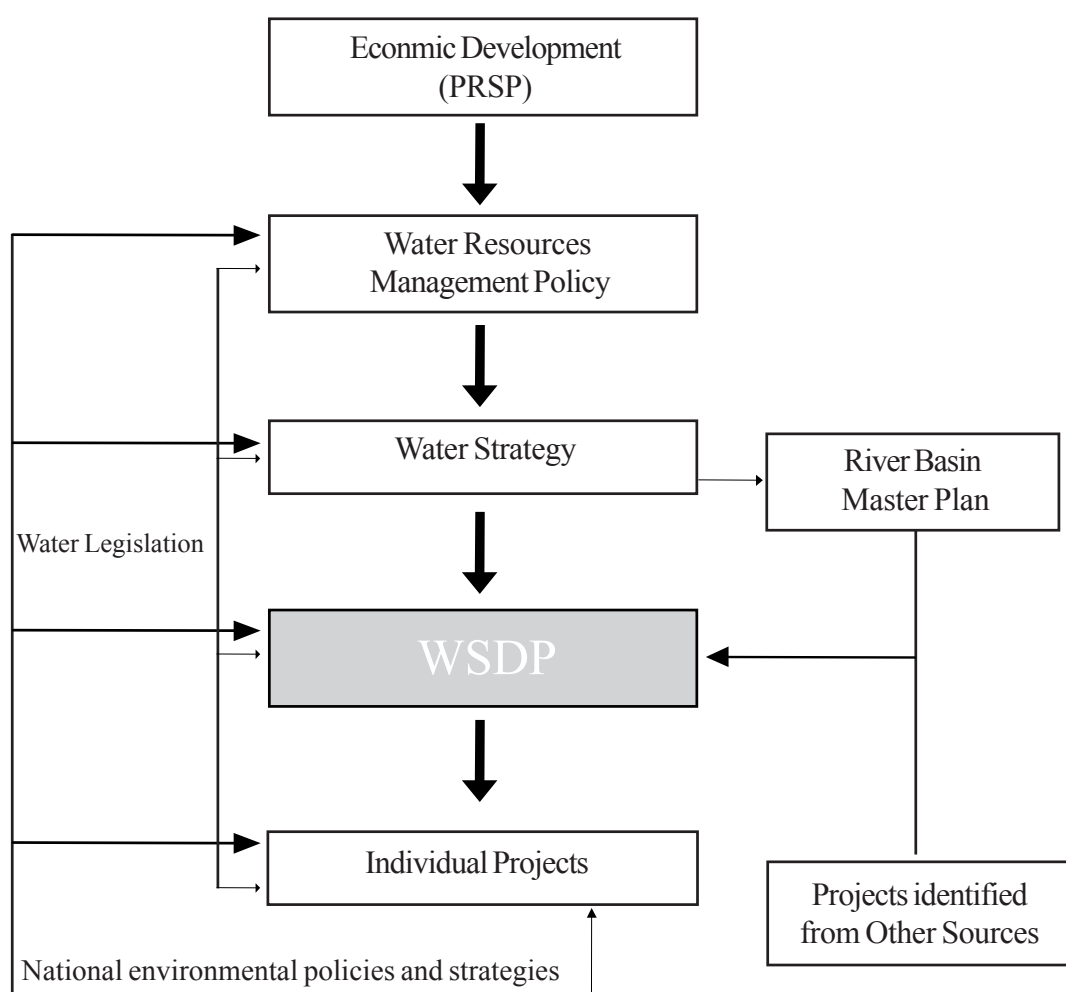 Econmic Development
(PRSP)
Water Resources
Management Policy
Water Strategy
River Basin
Master Plan
Water Legislation
WSDP
Individual Projects
Projects identified
from Other Sources
National environmental policies and strategies